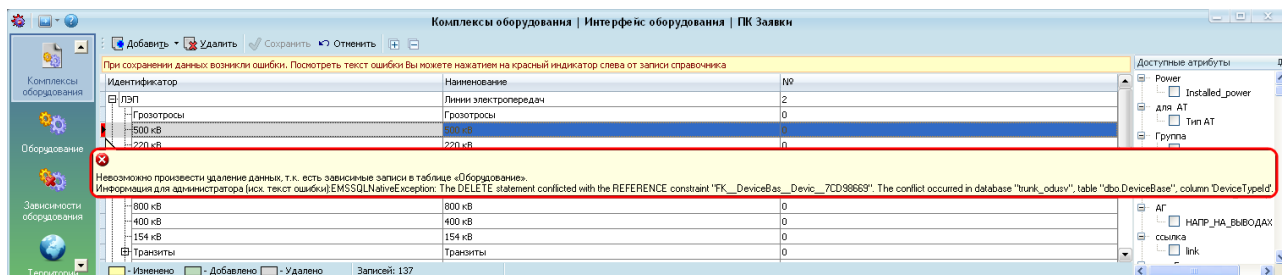 Комплексы оборудования | Интерфейс оборудования | ПК Заявки
Добавить Удалить Сохранить Отменить
При сохранении данных возникли ошибки. Посмотреть текст ошибки Вы можете нажатием на красный индикатор слева от записи справочника
Доступные атрибуты
Комплексы оборудования
Оборудование
Зависимости оборудования
Территории
Идентификатор Наименование №
ЛЭП Линии электропередач 2
Грозотросы Грозотросы 0
500 кВ 500 кВ 0
220 кВ 220 кВ 0
Невозможно произвести удаление данных, т.к. есть зависимые записи в таблице «Оборудование».
Информация для администратора (исх. текст ошибки):EMSSQLNativeException: The DELETE statement conflicted with the REFERENCE constraint "FK__DeviceBas__Devic__7CD98669". The conflict occurred in database "trunk_odusv", table "dbo.DeviceBase", column 'DeviceTypeId'.
800 кВ 800 кВ 0
400 кВ 400 кВ 0
154 кВ 154 кВ 0
Транзиты Транзиты 0
- Изменено - Добавлено - Удалено Записей: 137
Power
Installed_power
для АТ
Тип АТ
Группа
АГ
НАПР_НА_ВЫВОДАХ
ссылка
link